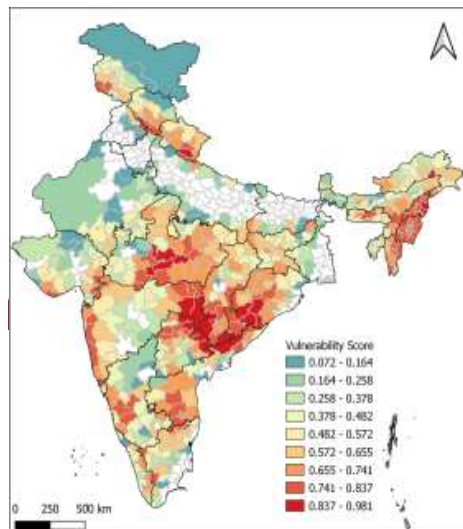 Vulnerability Score
0.072 - 0.164
0.164 - 0.258
0.258 - 0.378
0.378 - 0.482
0.482 - 0.572
0.572 - 0.655
0.655 - 0.741
0.741 - 0.837
0.837 - 0.981
0 250 500 km